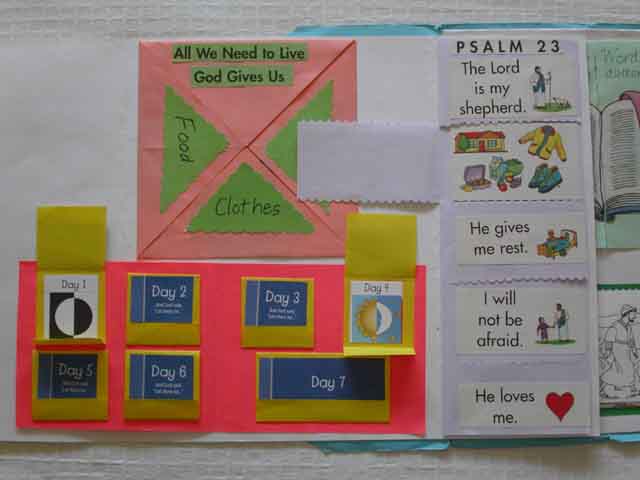 All We Need to Live
God Gives Us
Food
Clothes
PSALM 23
The Lord
is my
shepherd.
He gives
me rest.
I will
not be
afraid.
He loves
me.
Day 1
Day 2
Day 3
Day 4
Day 5
Day 6
Day 7
Word